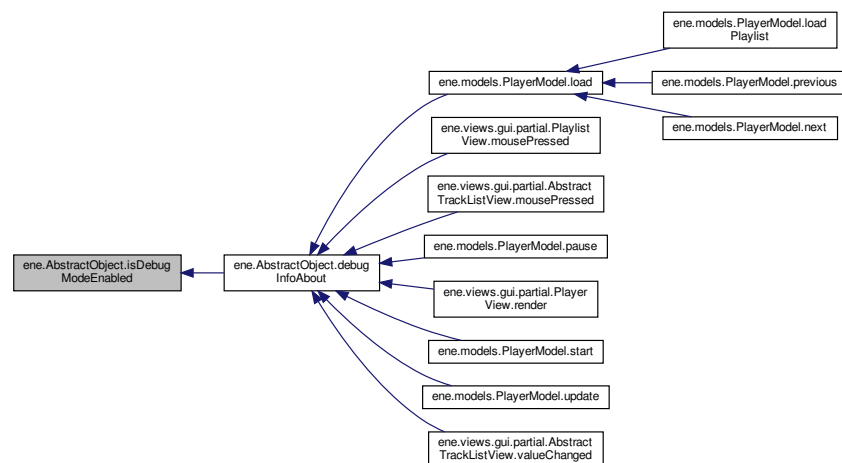 ene.models.PlayerModel.load
Playlist
ene.models.PlayerModel.load
ene.models.PlayerModel.previous
ene.models.PlayerModel.next
ene.views.gui.partial.Playlist
View.mousePressed
ene.views.gui.partial.Abstract
TrackListView.mousePressed
ene.AbstractObject.isDebug
ModeEnabled
ene.AbstractObject.debug
InfoAbout
ene.models.PlayerModel.pause
ene.views.gui.partial.Player
View.render
ene.models.PlayerModel.start
ene.models.PlayerModel.update
ene.views.gui.partial.Abstract
TrackListView.valueChanged